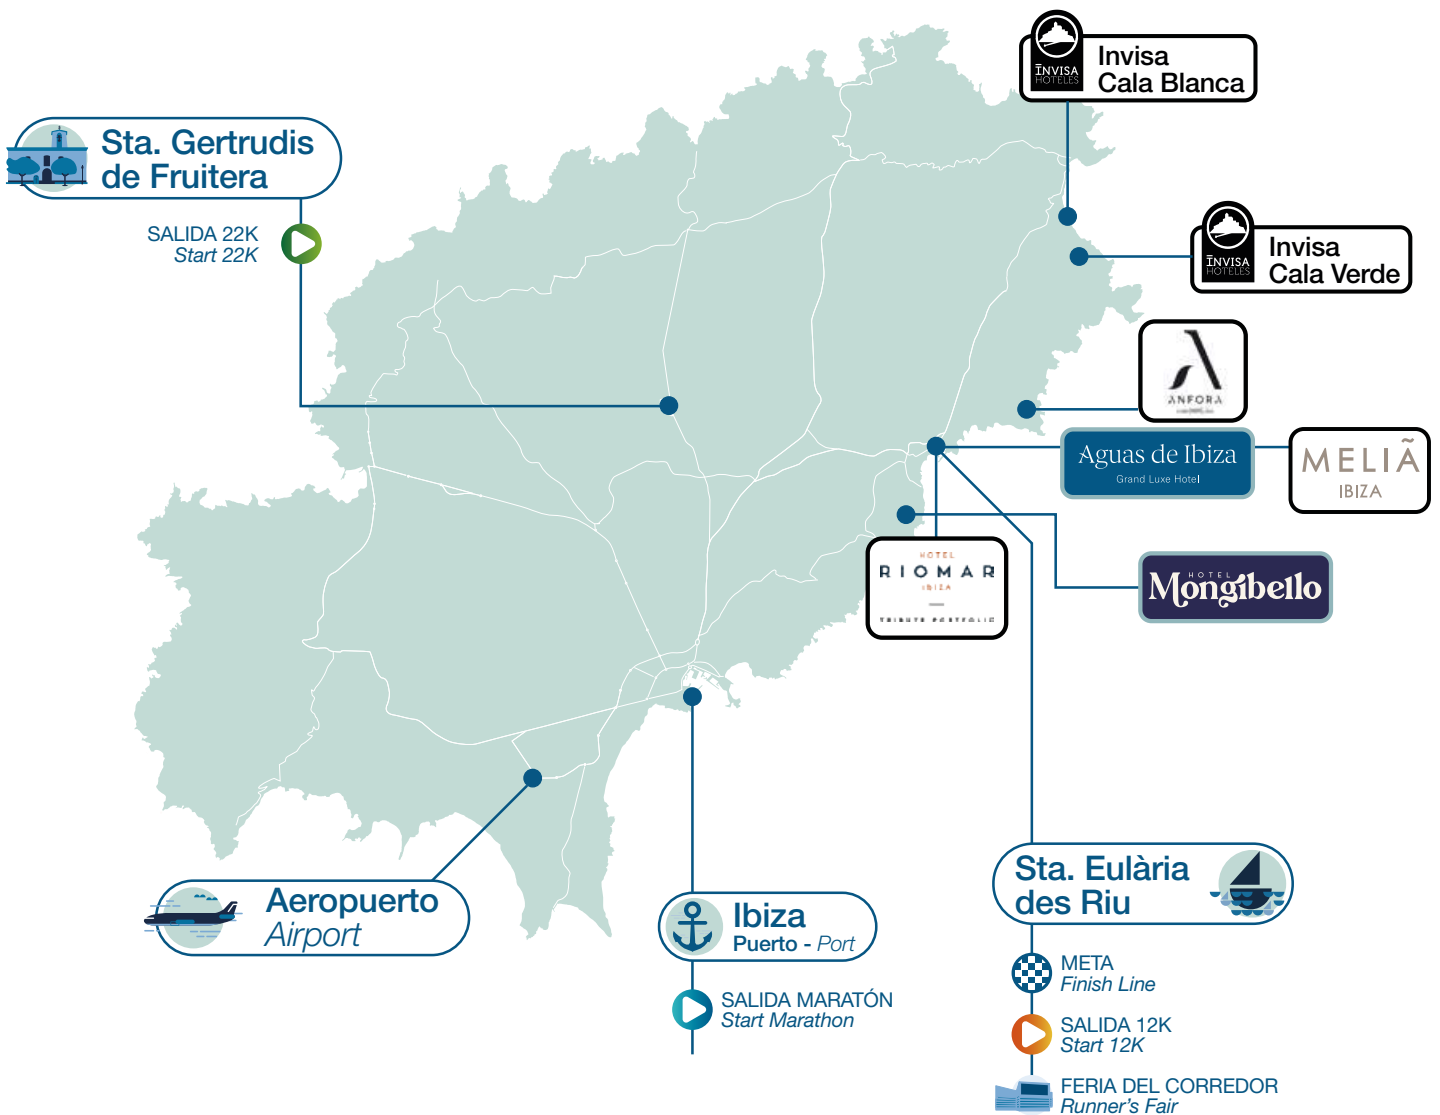 INVISA
HOTELES
Invisa
Cala Blanca
Sta. Gertrudis
de Fruitera
SALIDA 22K
Start 22K
INVISA
HOTELES
Invisa
Cala Verde
ANFORA
Aguas de Ibiza
Grand Luxe Hotel
MELIÃ
IBIZA
HOTEL
RIOMAR
IBIZA
TRIBUTE PORTFOLIO
HOTEL
Mongibello
Aeropuerto
Airport
Ibiza
Puerto - Port
SALIDA MARATÓN
Start Marathon
Sta. Eulària
des Riu
META
Finish Line
SALIDA 12K
Start 12K
FERIA DEL CORREDOR
Runner's Fair